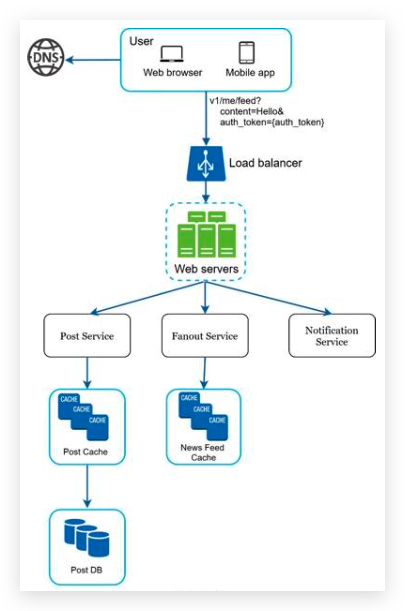 User
DNS
Web browser
Mobile app
v1/me/feed?
content=Hello&
auth_token={auth_token}
Load balancer
Web servers
Post Service
Fanout Service
Notification
Service
CACHE
CACHE
CACHE
Post Cache
CACHE
CACHE
CACHE
News Feed
Cache
Post DB